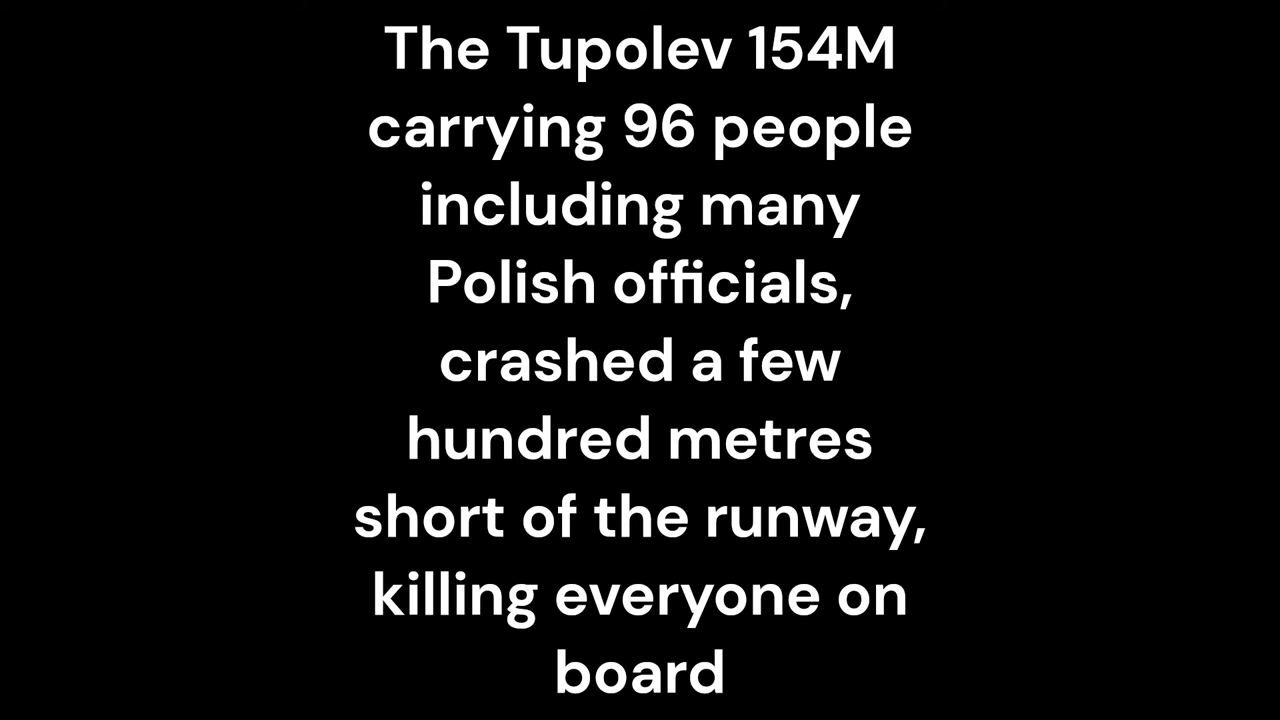 The Tupolev 154M
carrying 96 people
including many
Polish officials,
crashed a few
hundred metres
short of the runway,
killing everyone on
board